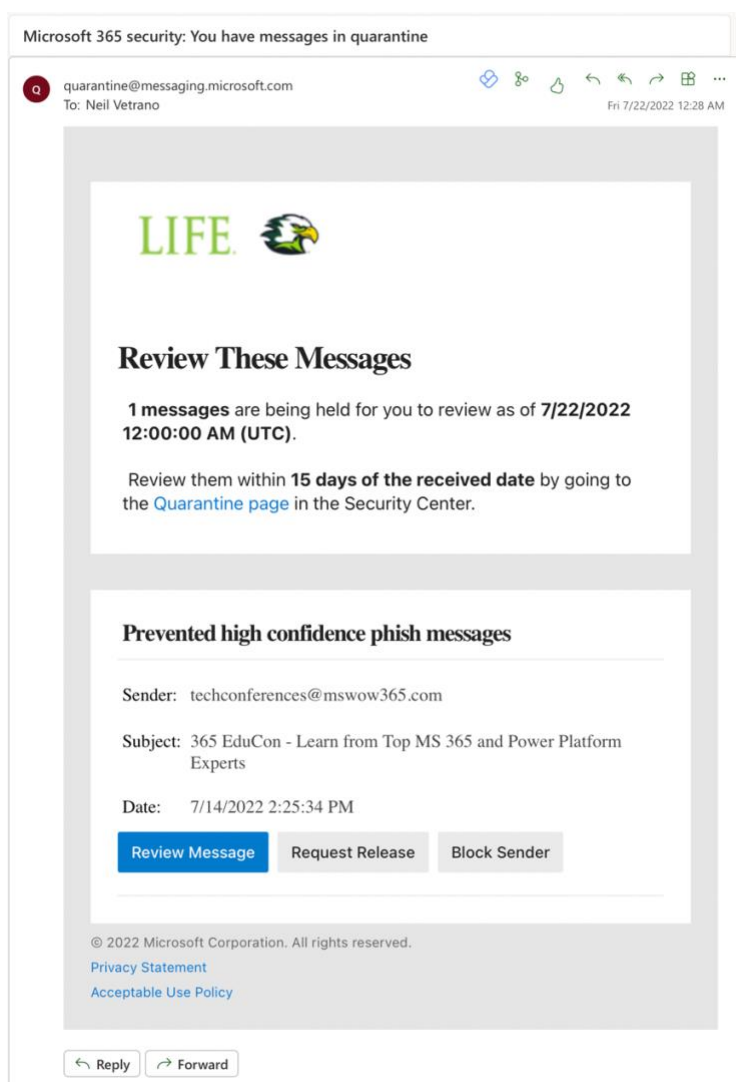 Microsoft 365 security: You have messages in quarantine
Q
quarantine@messaging.microsoft.com
To: Neil Vetrano
Fri 7/22/2022 12:28 AM
LIFE.
Review These Messages
1 messages are being held for you to review as of 7/22/2022
12:00:00 AM (UTC).
Review them within 15 days of the received date by going to
the Quarantine page in the Security Center.
Prevented high confidence phish messages
Sender: techconferences@mswow365.com
Subject: 365 EduCon - Learn from Top MS 365 and Power Platform
Experts
Date: 7/14/2022 2:25:34 PM
Review Message Request Release Block Sender
© 2022 Microsoft Corporation. All rights reserved.
Privacy Statement
Acceptable Use Policy
Reply Forward